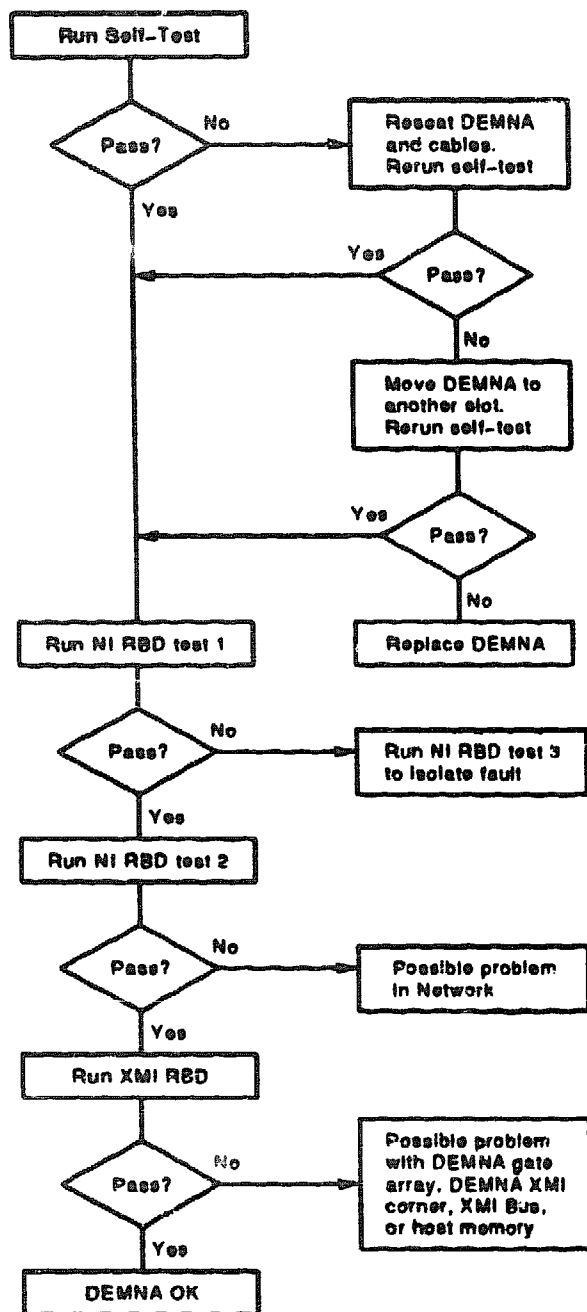 Run Self-Test
Pass?
No
Yes
Reseat DEMNA
and cables.
Rerun self-test
Yes
Pass?
No
Move DEMNA to
another slot.
Rerun self-test
Yes
Pass?
No
Replace DEMNA
Run NI RBD test 1
Pass?
No
Run NI RBD test 3
to isolate fault
Yes
Run NI RBD test 2
Pass?
No
Possible problem
in Network
Yes
Run XMI RBD
Pass?
No
Possible problem
with DEMNA gate
array, DEMNA XMI
corner, XMI Bus,
or host memory
Yes
DEMNA OK